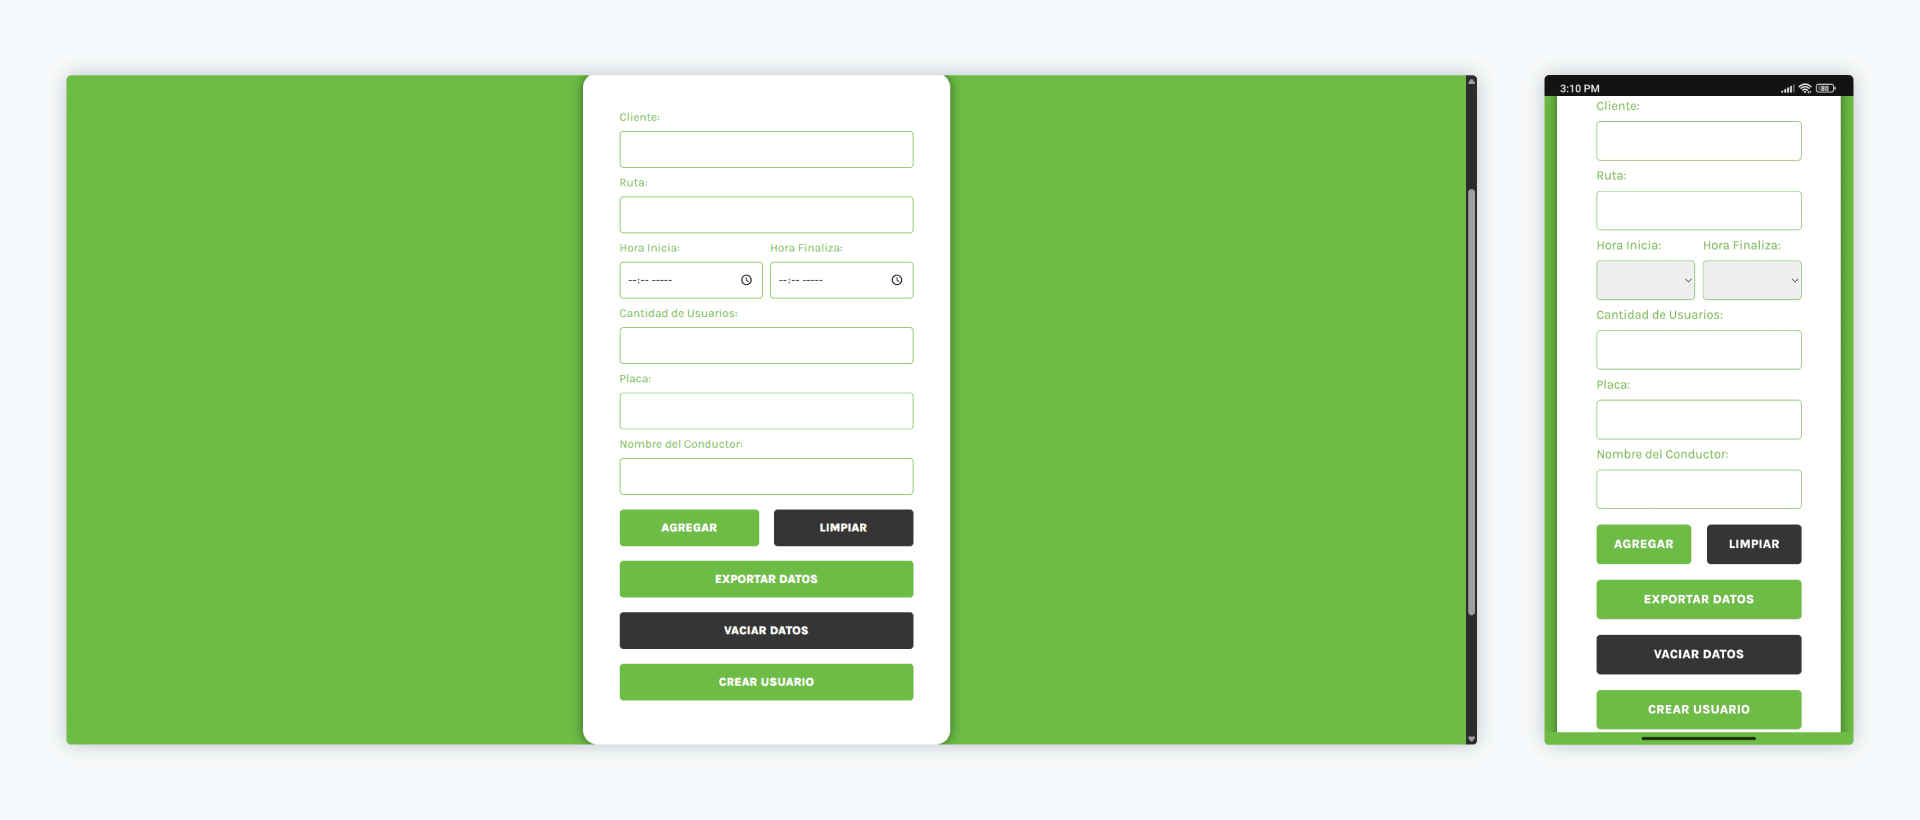 Cliente:
Ruta:
Hora Inicia: Hora Finaliza:
--:-- ----- --:-- -----
Cantidad de Usuarios:
Placa:
Nombre del Conductor:
AGREGAR LIMPIAR
EXPORTAR DATOS
VACIAR DATOS
CREAR USUARIO
3:10 PM 80
Cliente:
Ruta:
Hora Inicia: Hora Finaliza:
Cantidad de Usuarios:
Placa:
Nombre del Conductor:
AGREGAR LIMPIAR
EXPORTAR DATOS
VACIAR DATOS
CREAR USUARIO